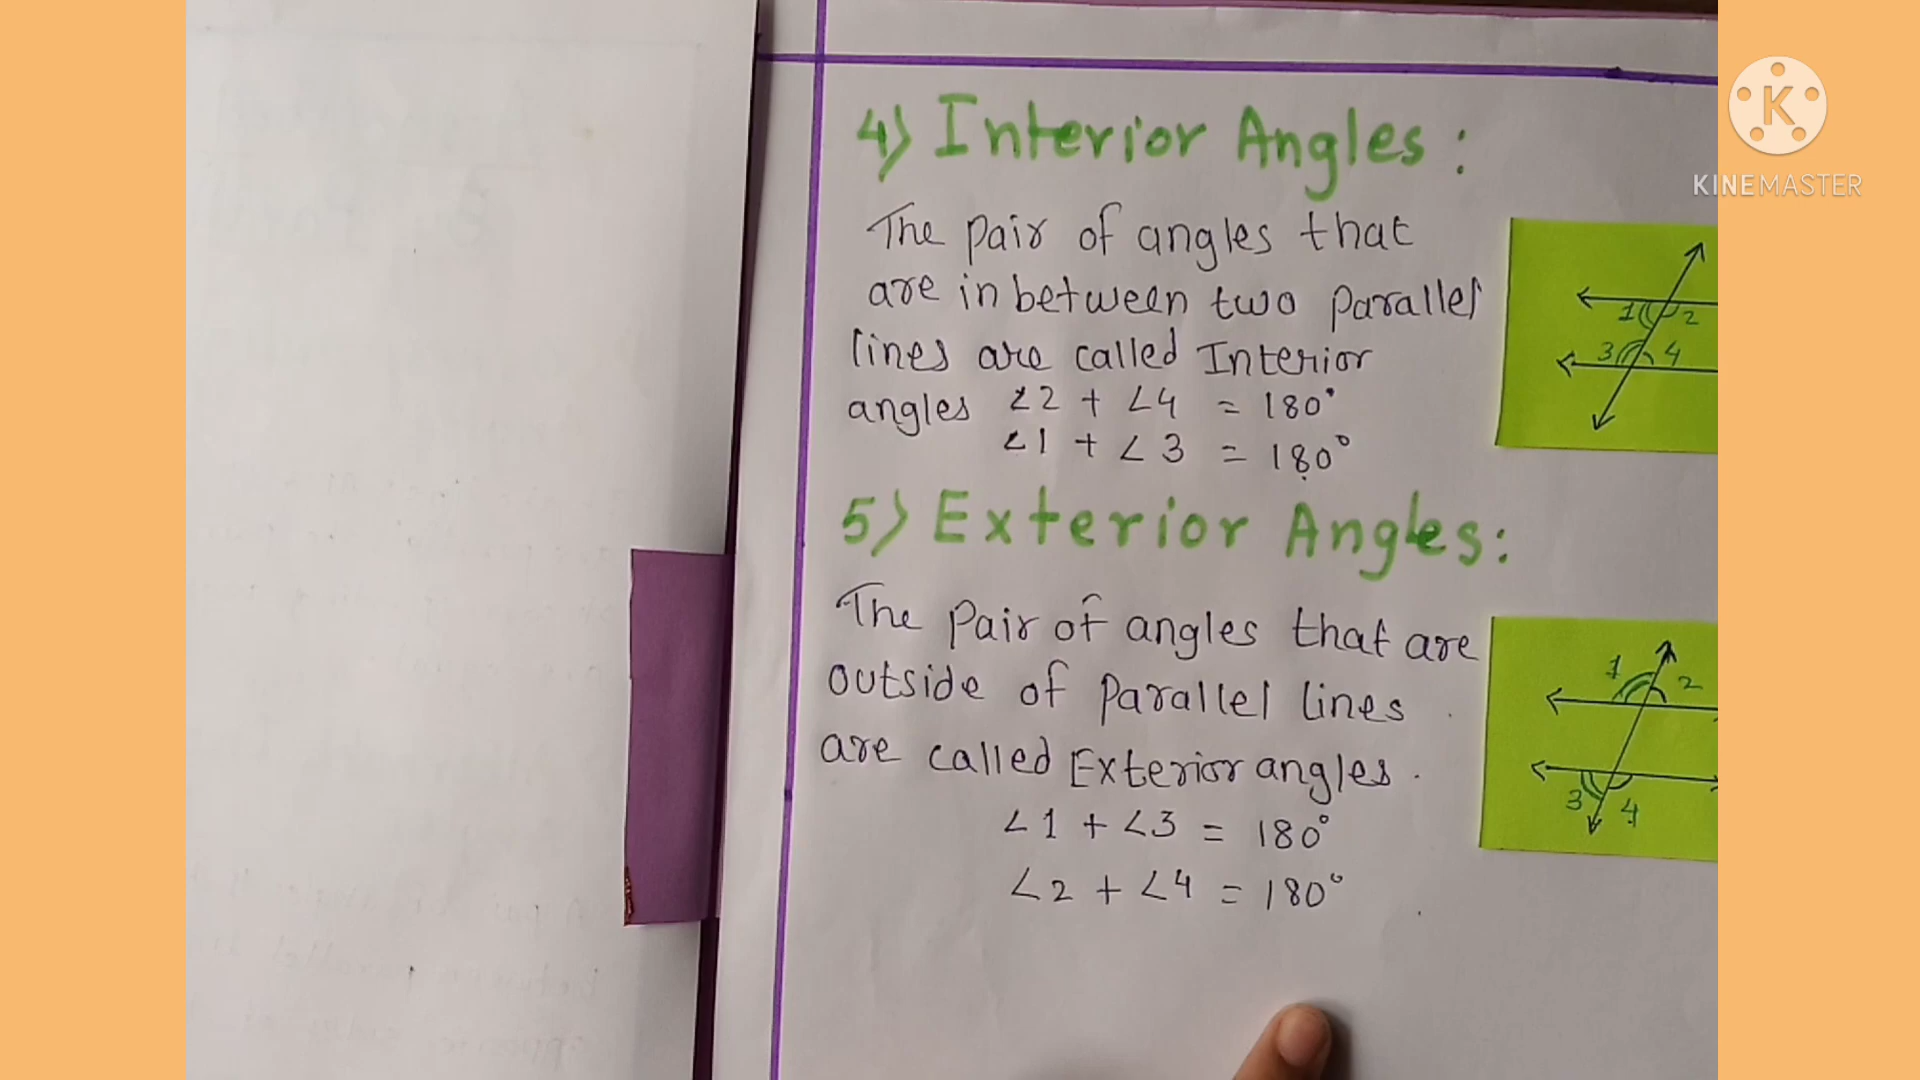 4) Interior Angles:
The pair of angles that
are in between two parallel
lines are called Interior
angles ∠2 + ∠4 = 180°
∠1 + ∠3 = 180°
1 2
3 4
5) Exterior Angles:
The pair of angles that are
outside of parallel lines
are called Exterior angles.
∠1 + ∠3 = 180°
∠2 + ∠4 = 180°
1 2
3 4
K
KINEMASTER